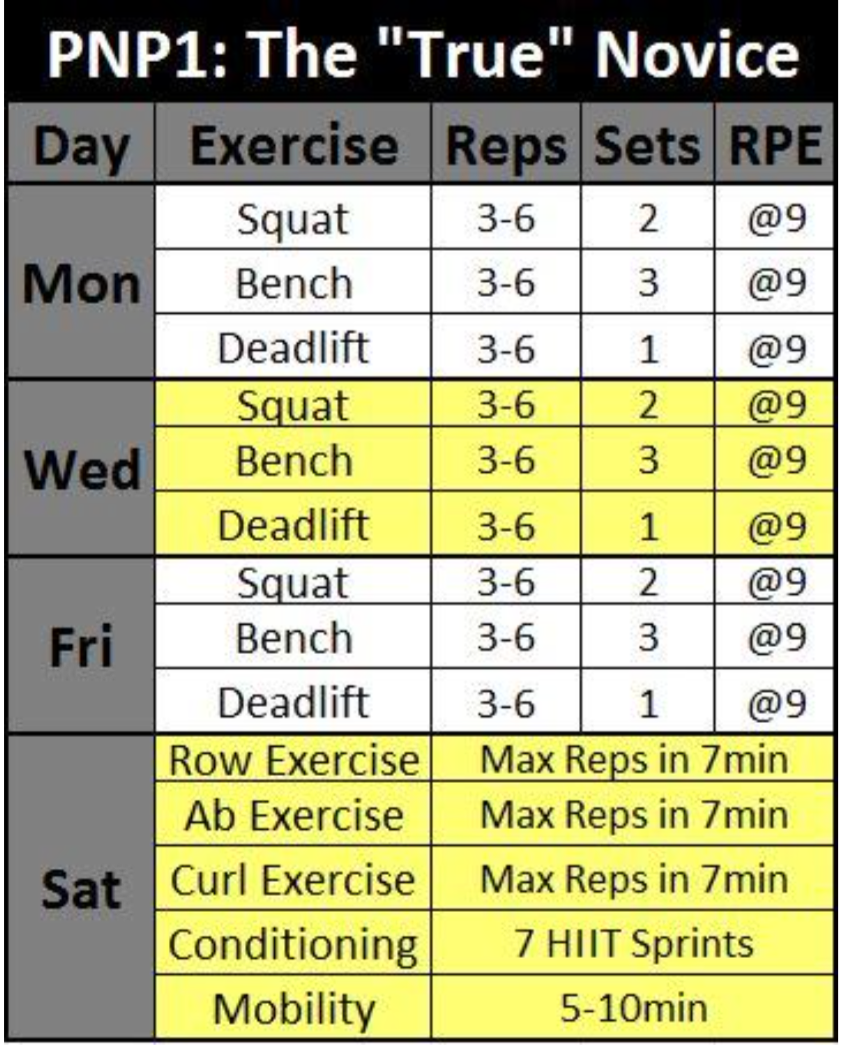 PNP1: The "True" Novice
Day Exercise Reps Sets RPE
Mon
Squat 3-6 2 @9
Bench 3-6 3 @9
Deadlift 3-6 1 @9
Wed
Squat 3-6 2 @9
Bench 3-6 3 @9
Deadlift 3-6 1 @9
Fri
Squat 3-6 2 @9
Bench 3-6 3 @9
Deadlift 3-6 1 @9
Sat
Row Exercise Max Reps in 7min
Ab Exercise Max Reps in 7min
Curl Exercise Max Reps in 7min
Conditioning 7 HIIT Sprints
Mobility 5-10min